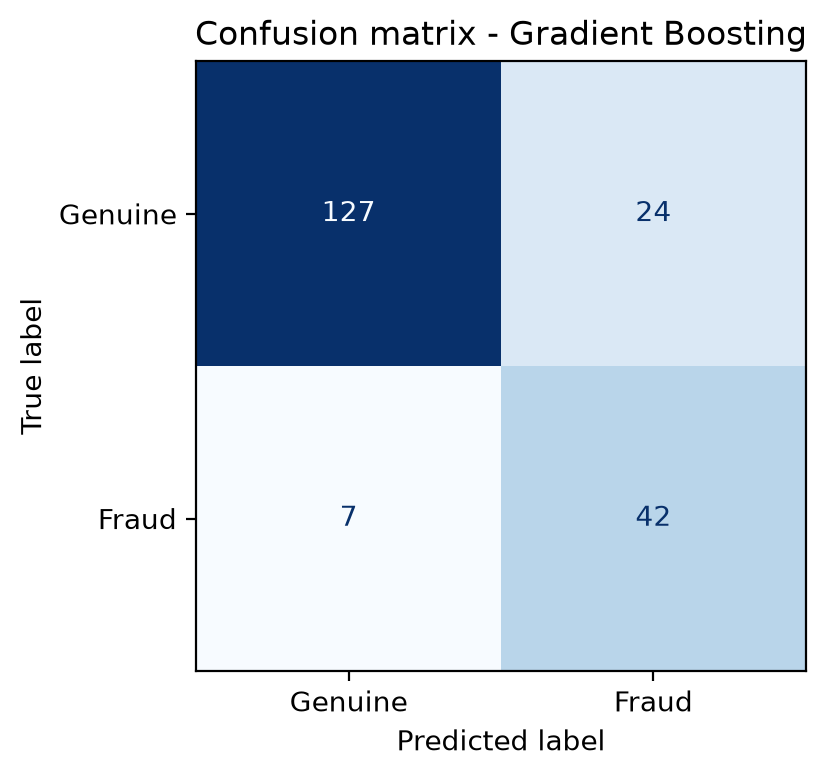 Confusion matrix - Gradient Boosting
True label
Genuine
127
24
Fraud
7
42
Genuine
Fraud
Predicted label